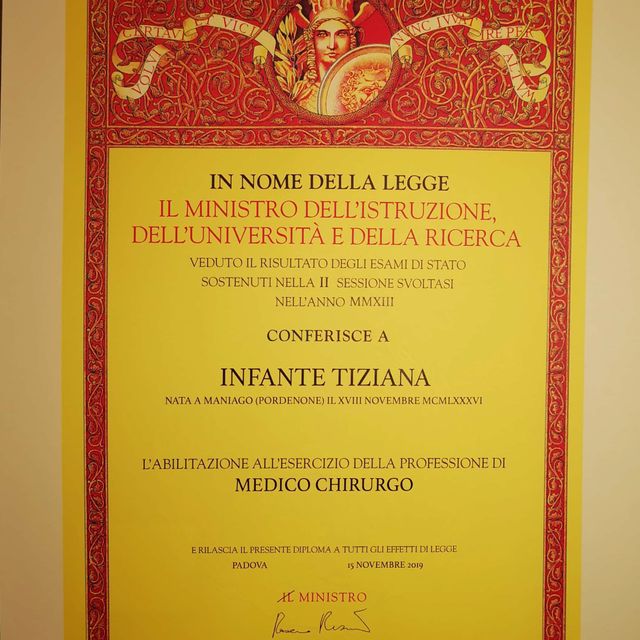 IN NOME DELLA LEGGE
IL MINISTRO DELL'ISTRUZIONE,
DELL'UNIVERSITÀ E DELLA RICERCA
VEDUTO IL RISULTATO DEGLI ESAMI DI STATO
SOSTENUTI NELLA II SESSIONE SVOLTASI
NELL'ANNO MMXIII
CONFERISCE A
INFANTE TIZIANA
NATA A MANIAGO (PORDENONE) IL XVIII NOVEMBRE MCMLXXXVI
L'ABILITAZIONE ALL'ESERCIZIO DELLA PROFESSIONE DI
MEDICO CHIRURGO
E RILASCIA IL PRESENTE DIPLOMA A TUTTI GLI EFFETTI DI LEGGE
PADOVA 15 NOVEMBRE 2019
IL MINISTRO